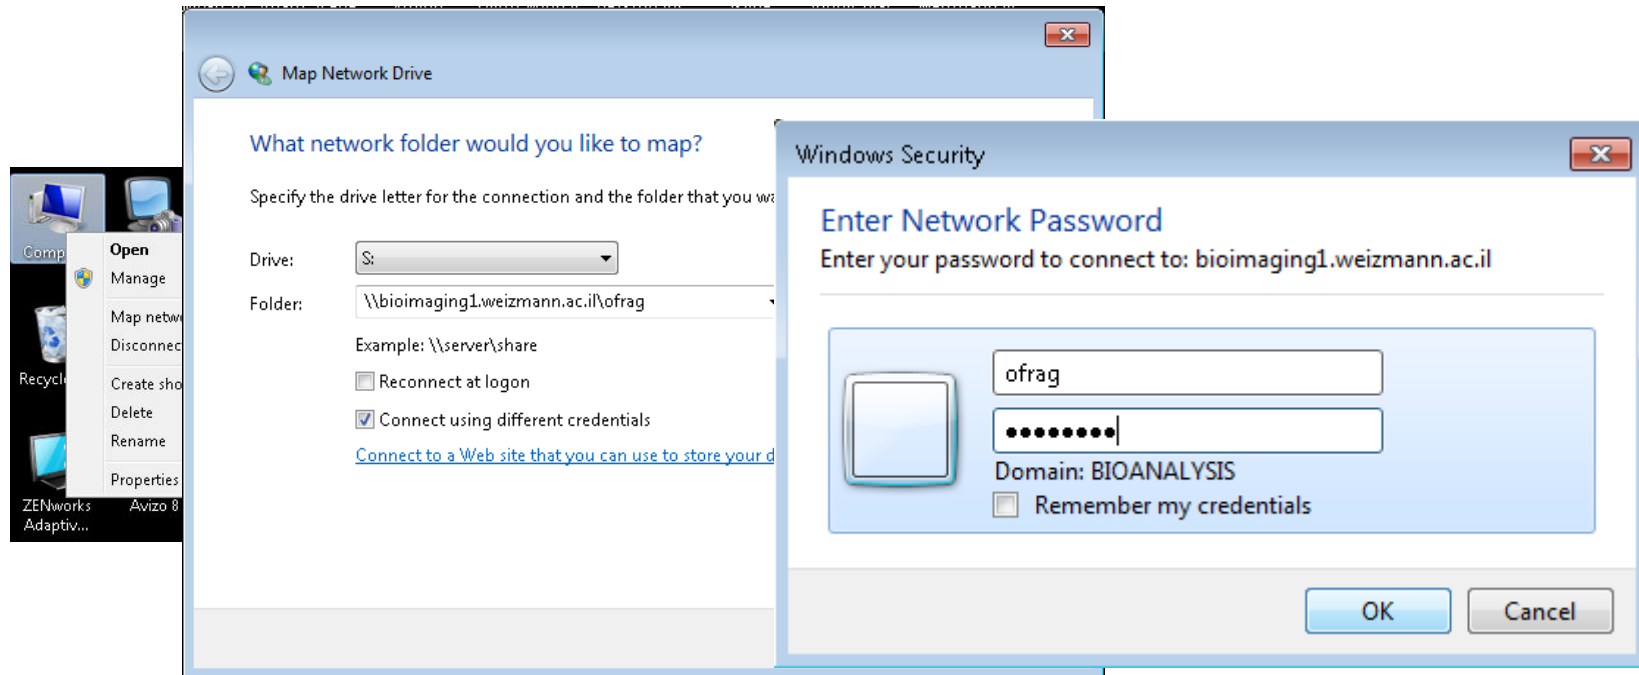 Comp
Open
Manage
Map netw
Disconnec
Create sho
Delete
Rename
Properties
Recycl
ZENworks
Adaptiv...
Avizo 8
Map Network Drive
What network folder would you like to map?
Specify the drive letter for the connection and the folder that you wa
Drive:
S:
Folder:
\\bioimaging1.weizmann.ac.il\ofrag
Example: \\server\share
Reconnect at logon
Connect using different credentials
Connect to a Web site that you can use to store your d
Windows Security
Enter Network Password
Enter your password to connect to: bioimaging1.weizmann.ac.il
ofrag
●●●●●●●●
Domain: BIOANALYSIS
Remember my credentials
OK
Cancel